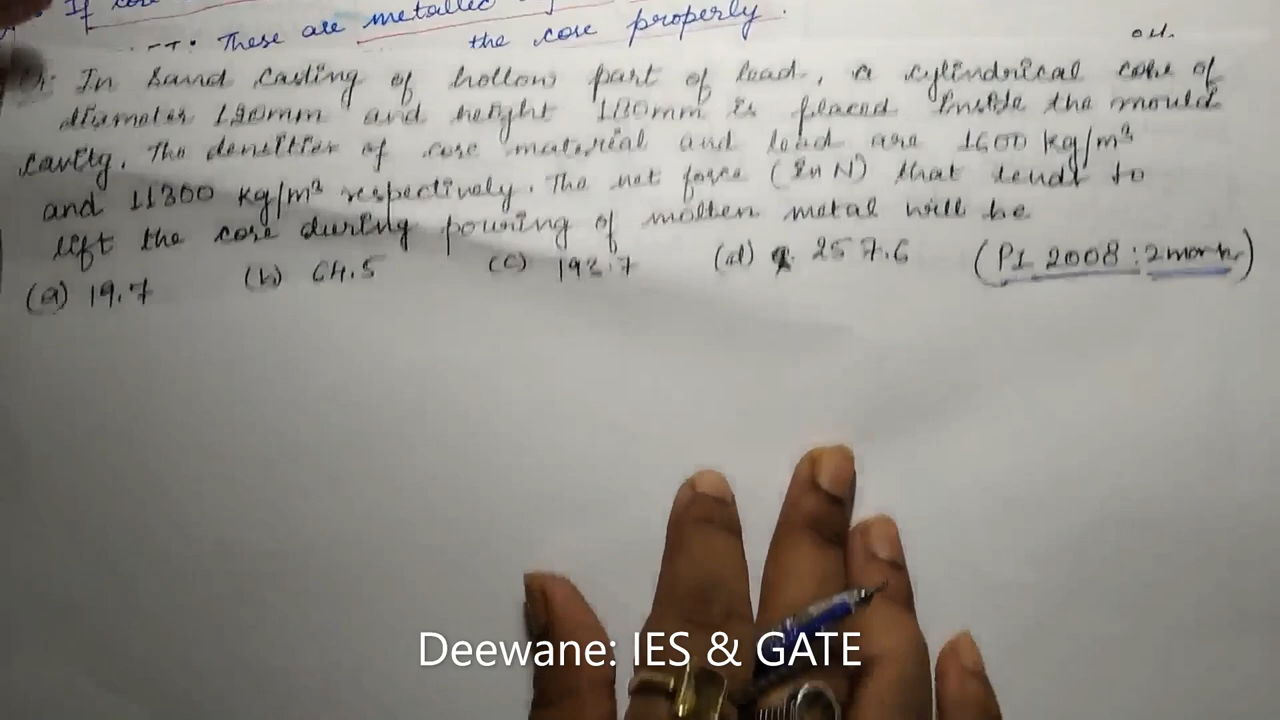 If
These are metalled
the core properly.
In Sand casting of hollow part of lead, a cylindrical core of
diameter 120mm and height 180mm is placed inside the mould
cavity. The densities of core material and lead are 1600 kg/m³
and 11300 kg/m³ respectively. The net force (in N) that tends to
lift the core during pouring of molten metal will be
(a) 19.7 (b) 64.5 (c) 193.7 (d) 257.6 (PI 2008: 2 mark)
Deewane: IES & GATE